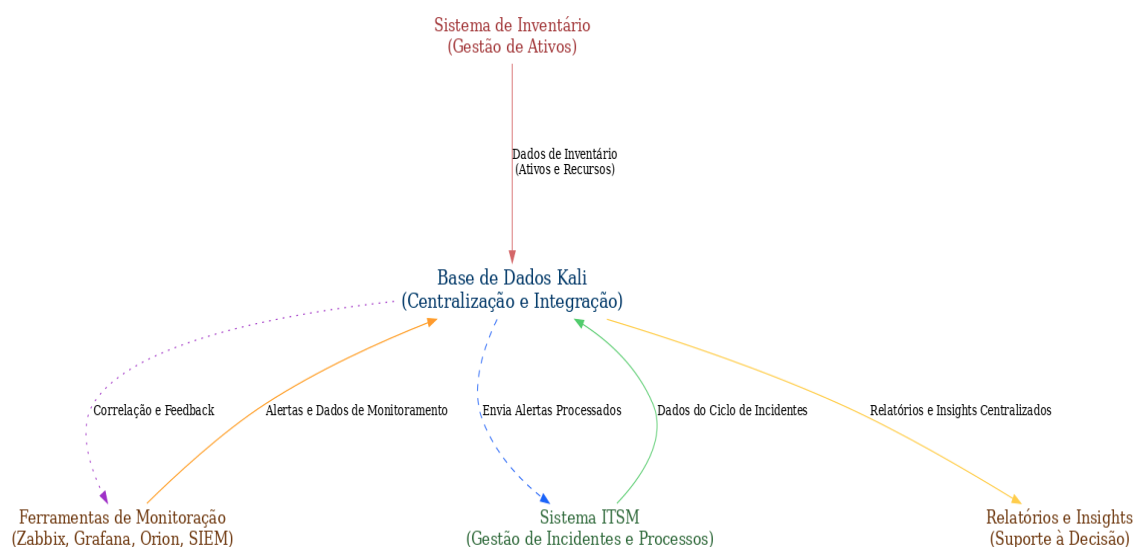 Sistema de Inventário
(Gestão de Ativos)
Dados de Inventário
(Ativos e Recursos)
Base de Dados Kali
(Centralização e Integração)
Correlação e Feedback
Alertas e Dados de Monitoramento
Envia Alertas Processados
Dados do Ciclo de Incidentes
Relatórios e Insights Centralizados
Ferramentas de Monitoração
(Zabbix, Grafana, Orion, SIEM)
Sistema ITSM
(Gestão de Incidentes e Processos)
Relatórios e Insights
(Suporte à Decisão)